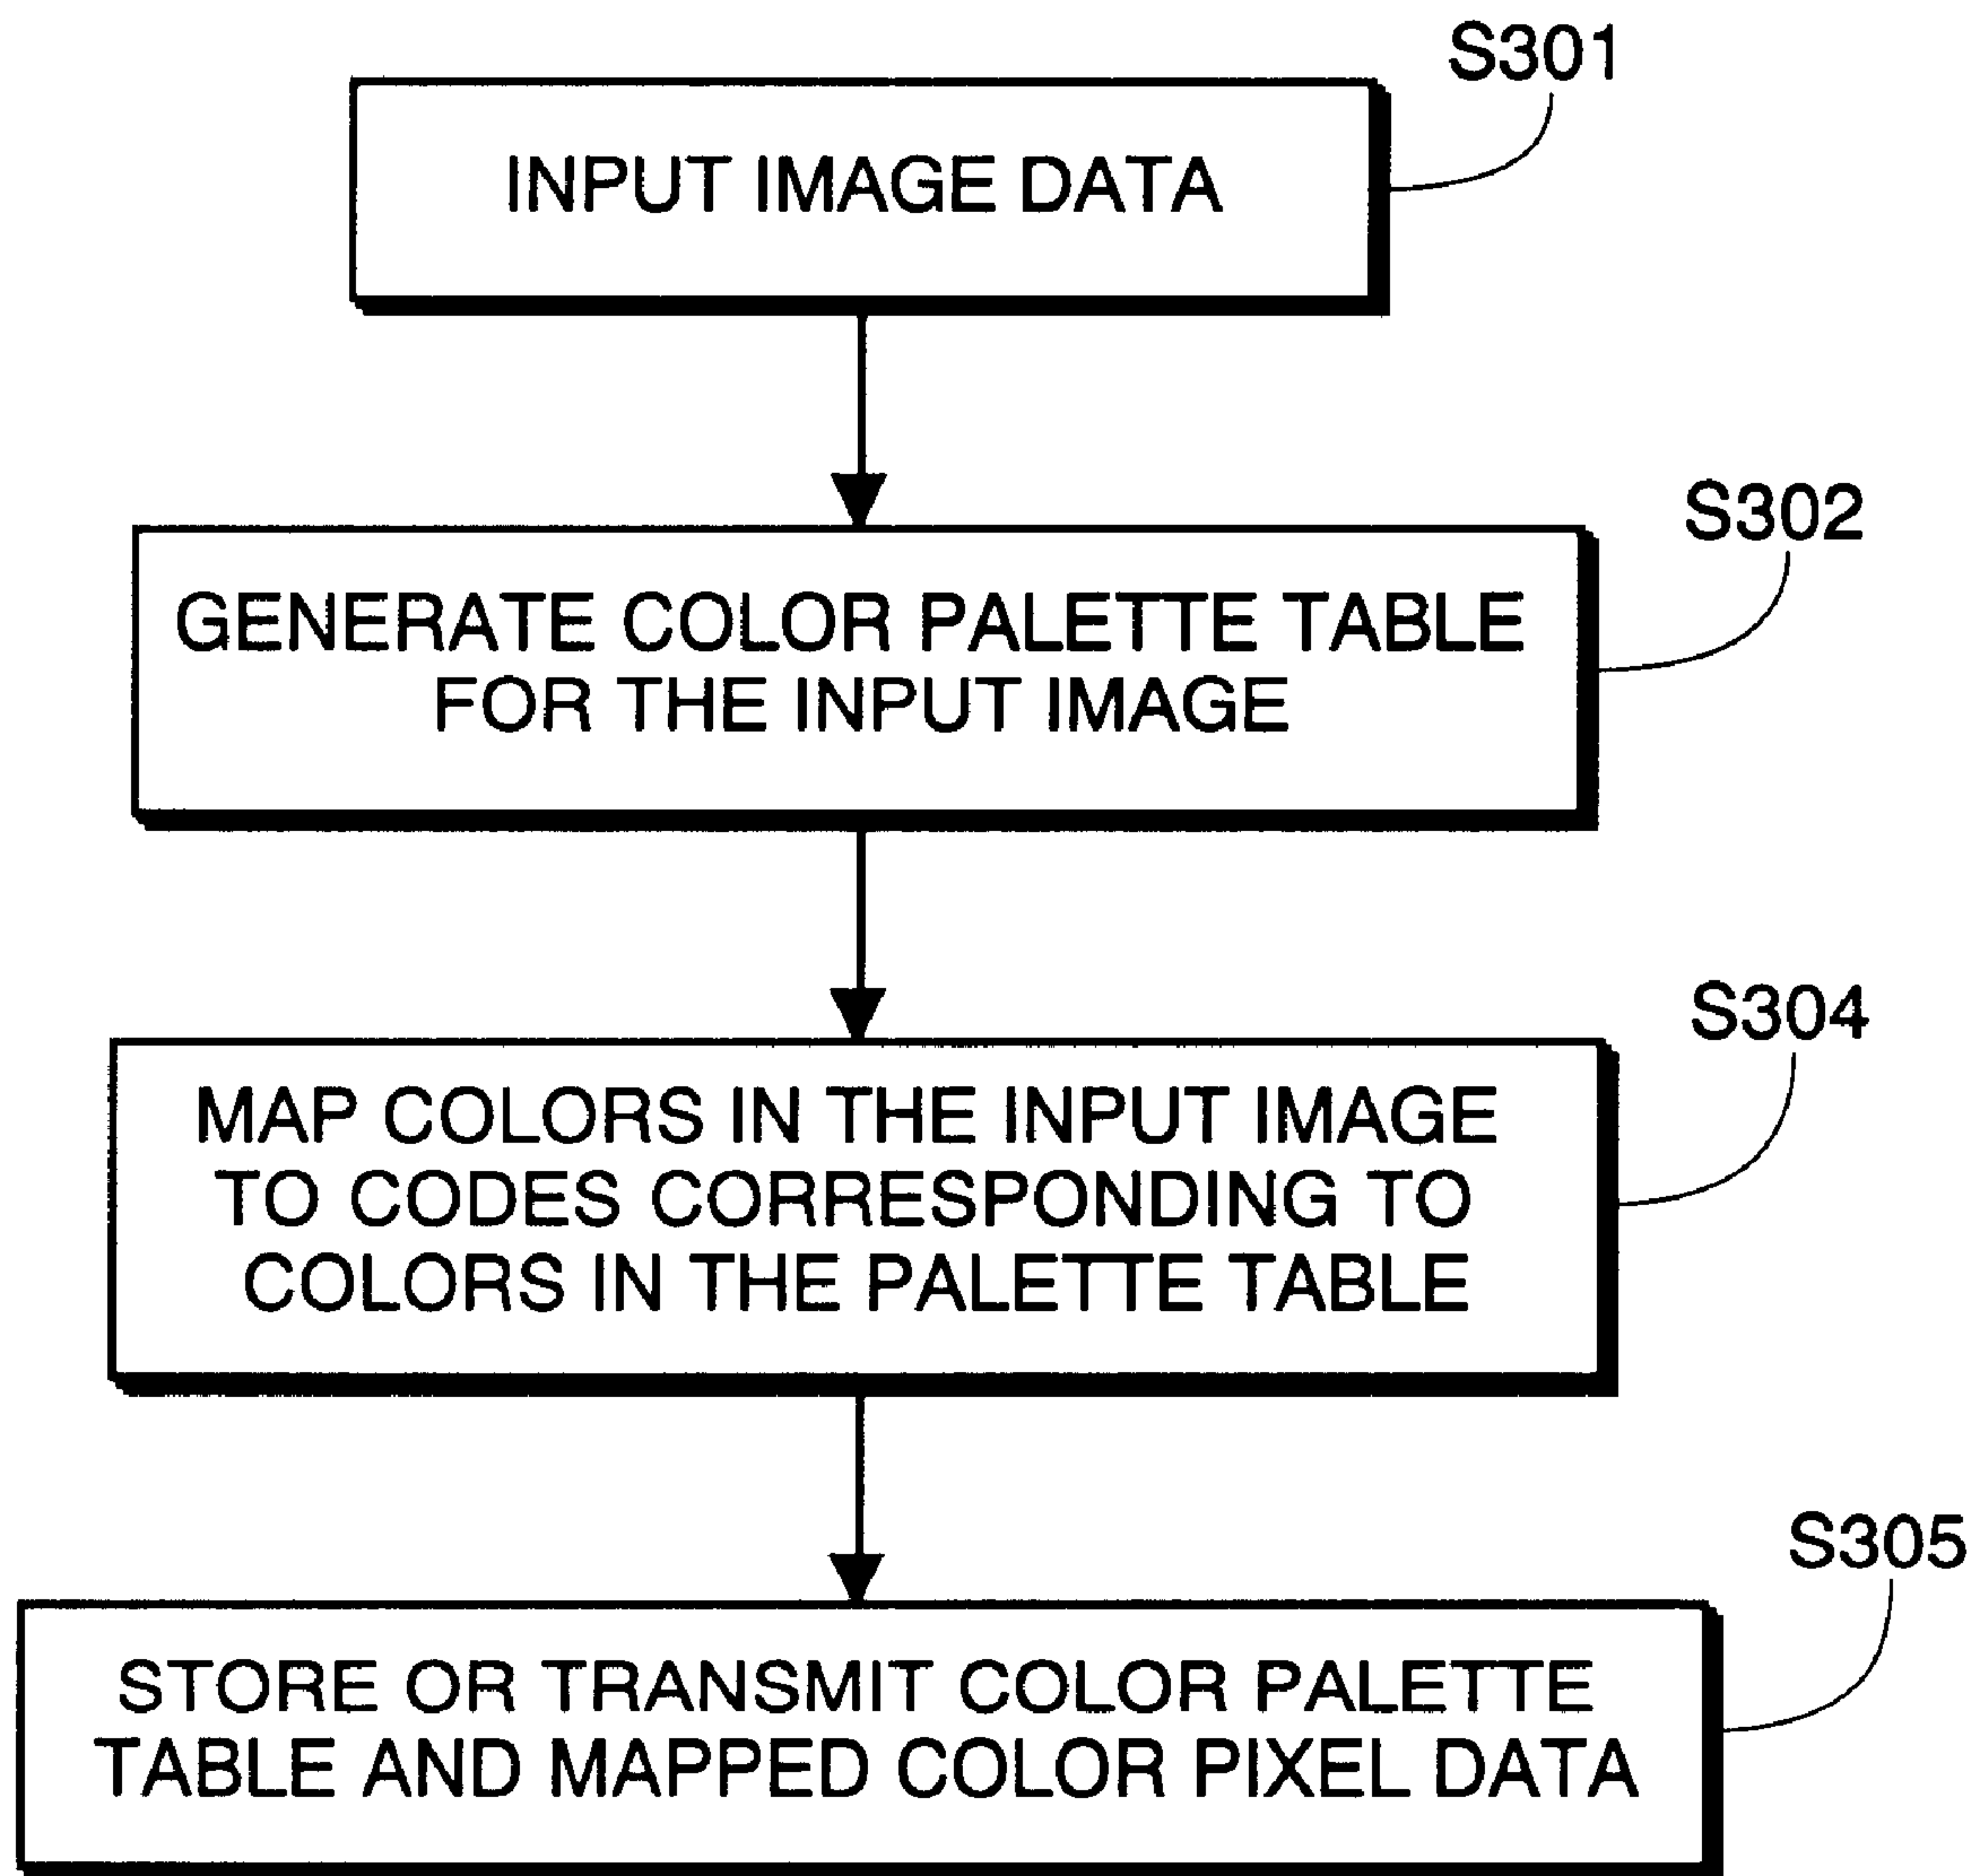 S301
INPUT IMAGE DATA
S302
GENERATE COLOR PALETTE TABLE
FOR THE INPUT IMAGE
S304
MAP COLORS IN THE INPUT IMAGE
TO CODES CORRESPONDING TO
COLORS IN THE PALETTE TABLE
S305
STORE OR TRANSMIT COLOR PALETTE
TABLE AND MAPPED COLOR PIXEL DATA